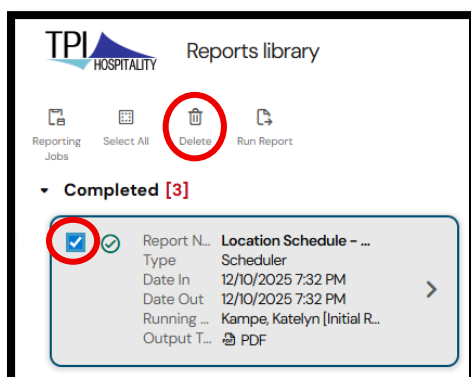 TPI
HOSPITALITY
Reports library
Reporting Jobs
Select All
Delete
Run Report
Completed [3]
Report N... Location Schedule - ...
Type Scheduler
Date In 12/10/2025 7:32 PM
Date Out 12/10/2025 7:32 PM
Running ... Kampe, Katelyn [Initial R...
Output T... PDF